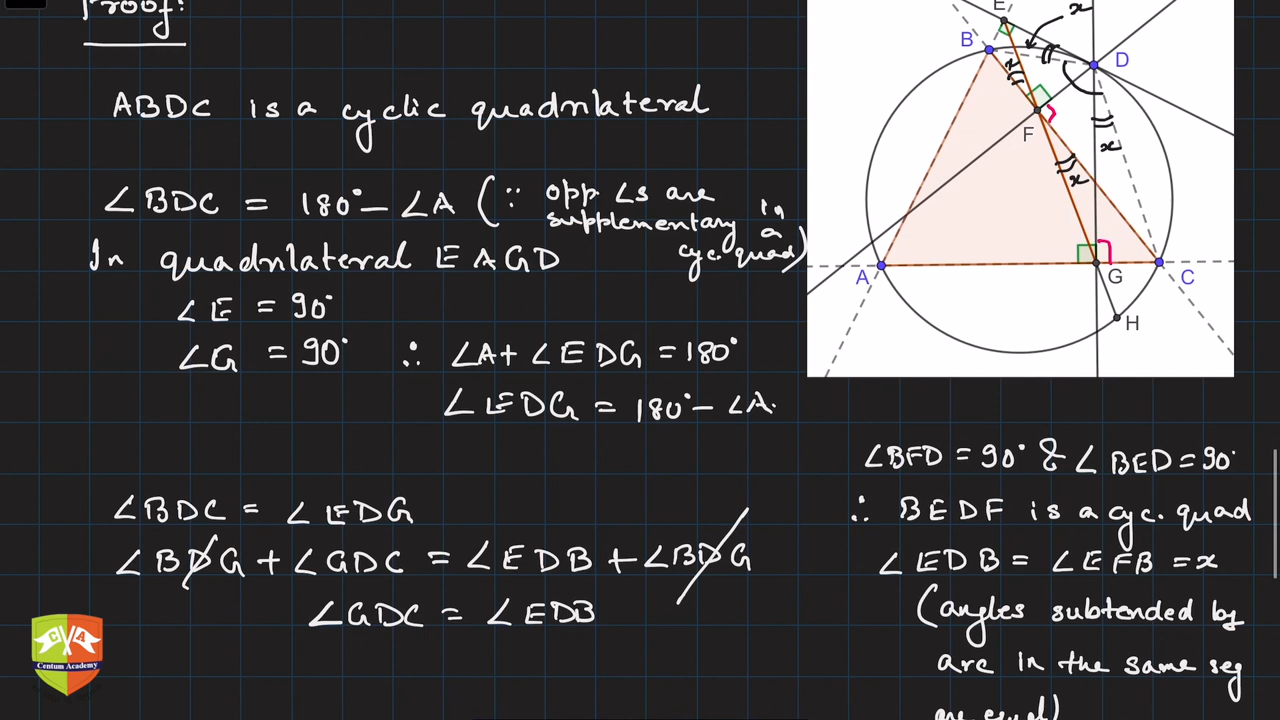 Proof:
ABDC is a cyclic quadrilateral
∠BDC = 180° - ∠A (∵ opp ∠s are supplementary in a cyc. quad)
In quadrilateral EAGD
∠E = 90°
∠G = 90° ∴ ∠A + ∠EDG = 180°
∠EDG = 180° - ∠A.
∠BDC = ∠EDG
∠BDG + ∠GDC = ∠EDB + ∠BDG
∠GDC = ∠EDB
E
x
B
D
x
F
x
x
A
G
C
H
∠BFD = 90° & ∠BED = 90°
∴ BEDF is a cyc. quad
∠EDB = ∠EFB = x
(angles subtended by
arc in the same seg
are equal)
C A
Centum Academy